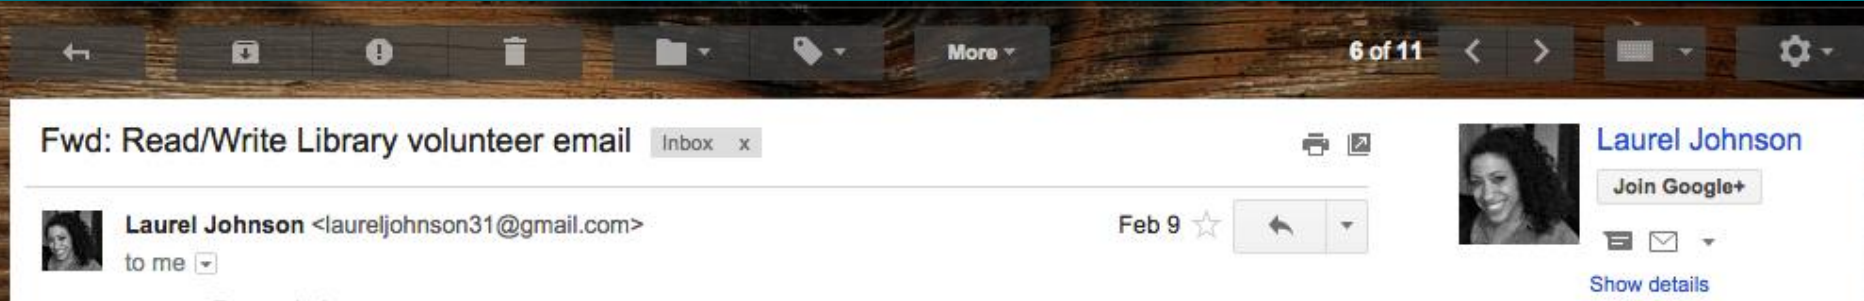 More
6 of 11
Fwd: Read/Write Library volunteer email Inbox x
Laurel Johnson
Join Google+
Laurel Johnson <laureljohnson31@gmail.com>
Feb 9
to me
Show details